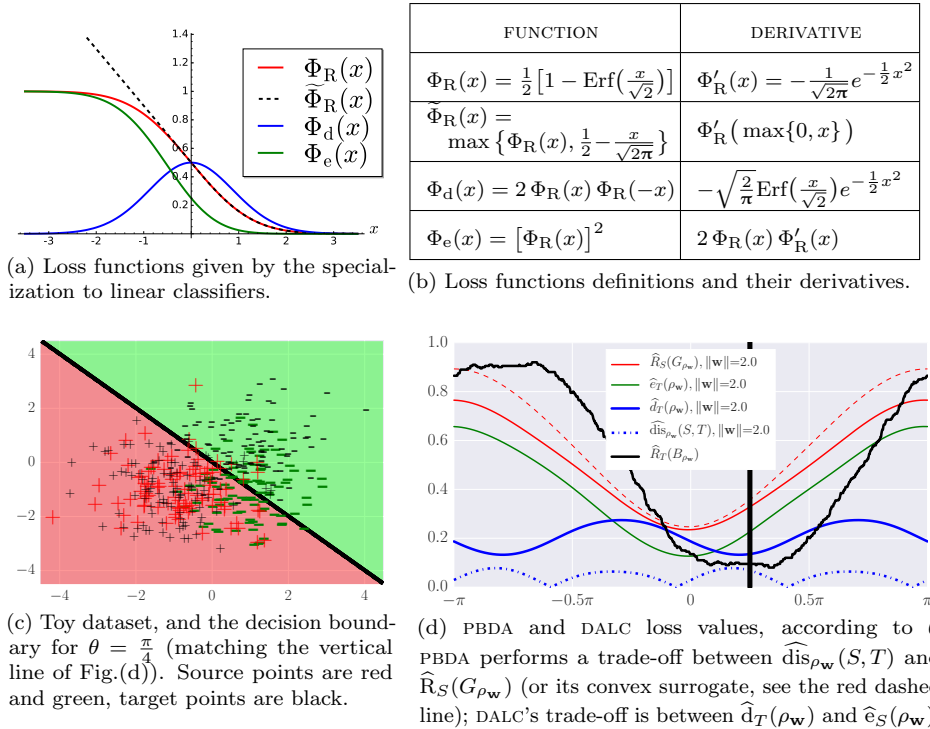 1.4
1.2
1.0
0.8
0.6
0.4
0.2
-3 -2 -1 0 1 2 3 x
Φ_R(x)
Φ̃_R(x)
Φ_d(x)
Φ_e(x)
(a) Loss functions given by the special-
ization to linear classifiers.
FUNCTION DERIVATIVE
Φ_R(x) = 1/2 [1 − Erf(x/√2)] Φ′_R(x) = −1/√(2π) e^{−1/2 x²}
Φ̃_R(x) =
max {Φ_R(x), 1/2 − x/√(2π)} Φ′_R(max{0, x})
Φ_d(x) = 2 Φ_R(x) Φ_R(−x) −√(2/π) Erf(x/√2) e^{−1/2 x²}
Φ_e(x) = [Φ_R(x)]² 2 Φ_R(x) Φ′_R(x)
(b) Loss functions definitions and their derivatives.
4
2
0
−2
−4
−4 −2 0 2 4
(c) Toy dataset, and the decision bound-
ary for θ = π/4 (matching the vertical
line of Fig.(d)). Source points are red
and green, target points are black.
1.0
0.8
0.6
0.4
0.2
0.0
−π −0.5π 0 0.5π π
R̂_S(G_ρw), ‖w‖=2.0
ê_T(ρ_w), ‖w‖=2.0
d̂_T(ρ_w), ‖w‖=2.0
d̂is_ρw(S, T), ‖w‖=2.0
R̂_T(B_ρw)
(d) PBDA and DALC loss values, according to
PBDA performs a trade-off between d̂is_ρw(S, T) and
R̂_S(G_ρw) (or its convex surrogate, see the red dashed
line); DALC's trade-off is between d̂_T(ρ_w) and ê_S(ρ_w)